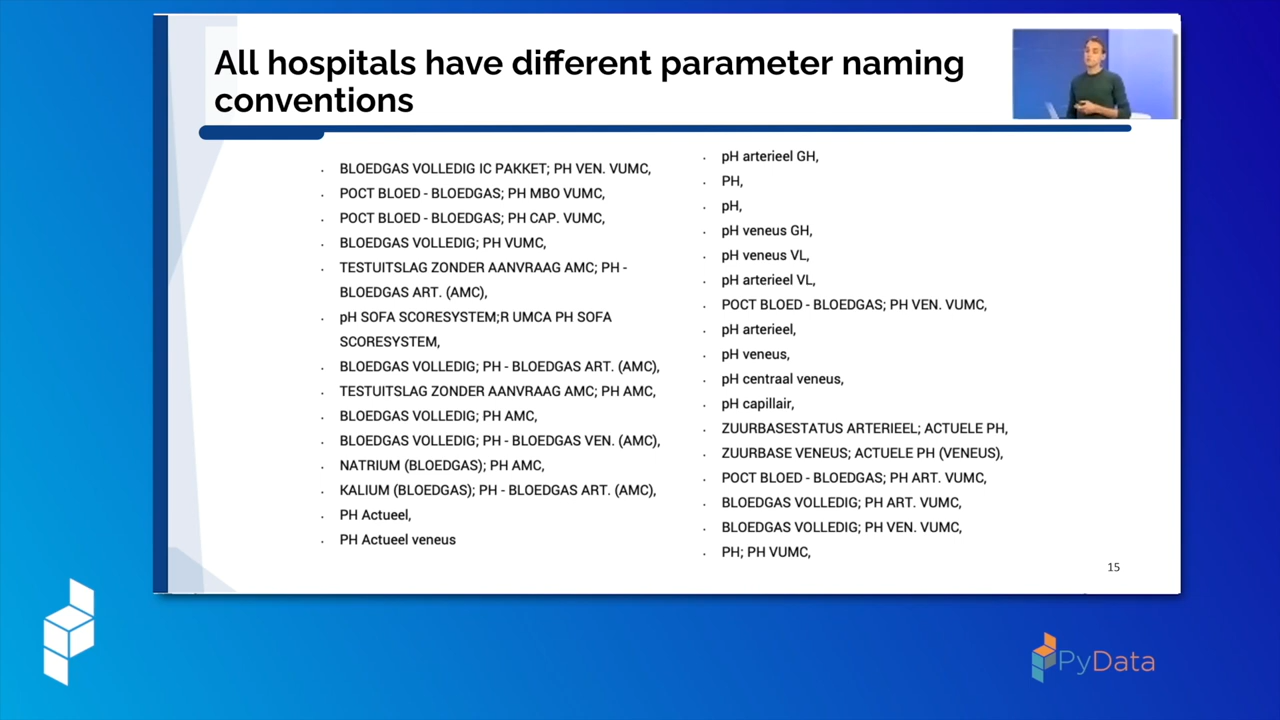 All hospitals have different parameter naming
conventions
· BLOEDGAS VOLLEDIG IC PAKKET; PH VEN. VUMC,
· POCT BLOED - BLOEDGAS; PH MBO VUMC,
· POCT BLOED - BLOEDGAS; PH CAP. VUMC,
· BLOEDGAS VOLLEDIG; PH VUMC,
· TESTUITSLAG ZONDER AANVRAAG AMC; PH -
BLOEDGAS ART. (AMC),
· pH SOFA SCORESYSTEM;R UMCA PH SOFA
SCORESYSTEM,
· BLOEDGAS VOLLEDIG; PH - BLOEDGAS ART. (AMC),
· TESTUITSLAG ZONDER AANVRAAG AMC; PH AMC,
· BLOEDGAS VOLLEDIG; PH AMC,
· BLOEDGAS VOLLEDIG; PH - BLOEDGAS VEN. (AMC),
· NATRIUM (BLOEDGAS); PH AMC,
· KALIUM (BLOEDGAS); PH - BLOEDGAS ART. (AMC),
· PH Actueel,
· PH Actueel veneus
· pH arterieel GH,
· PH,
· pH,
· pH veneus GH,
· pH veneus VL,
· pH arterieel VL,
· POCT BLOED - BLOEDGAS; PH VEN. VUMC,
· pH arterieel,
· pH veneus,
· pH centraal veneus,
· pH capillair,
· ZUURBASESTATUS ARTERIEEL; ACTUELE PH,
· ZUURBASE VENEUS; ACTUELE PH (VENEUS),
· POCT BLOED - BLOEDGAS; PH ART. VUMC,
· BLOEDGAS VOLLEDIG; PH ART. VUMC,
· BLOEDGAS VOLLEDIG; PH VEN. VUMC,
· PH; PH VUMC,
15
PyData